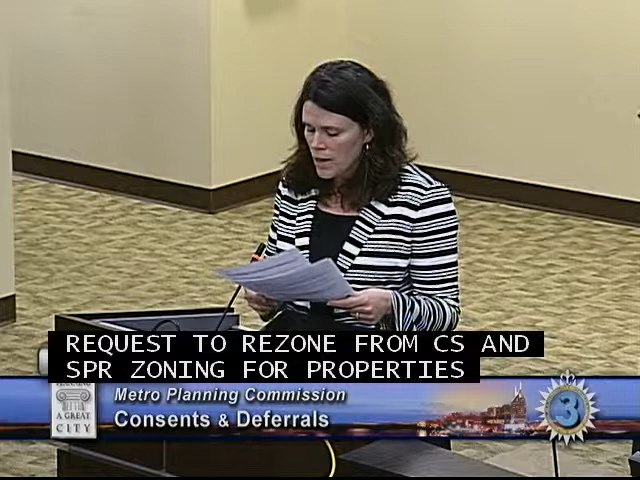 REQUEST TO REZONE FROM CS AND
SPR ZONING FOR PROPERTIES
Metro Planning Commission
Consents & Deferrals
A GREAT
CITY
3